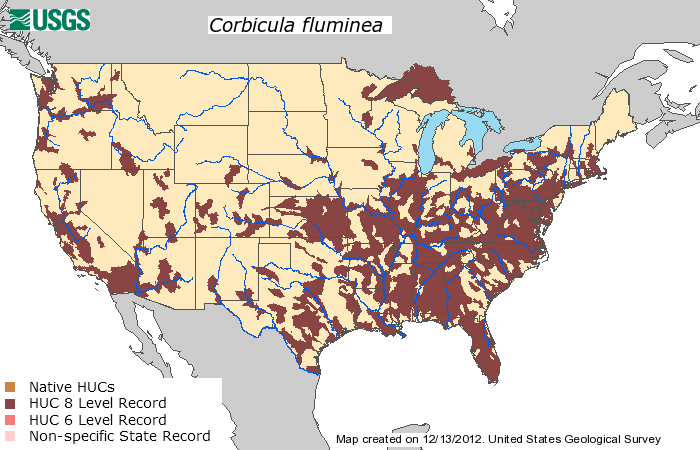 USGS
Corbicula fluminea
Native HUCs
HUC 8 Level Record
HUC 6 Level Record
Non-specific State Record
Map created on 12/13/2012. United States Geological Survey